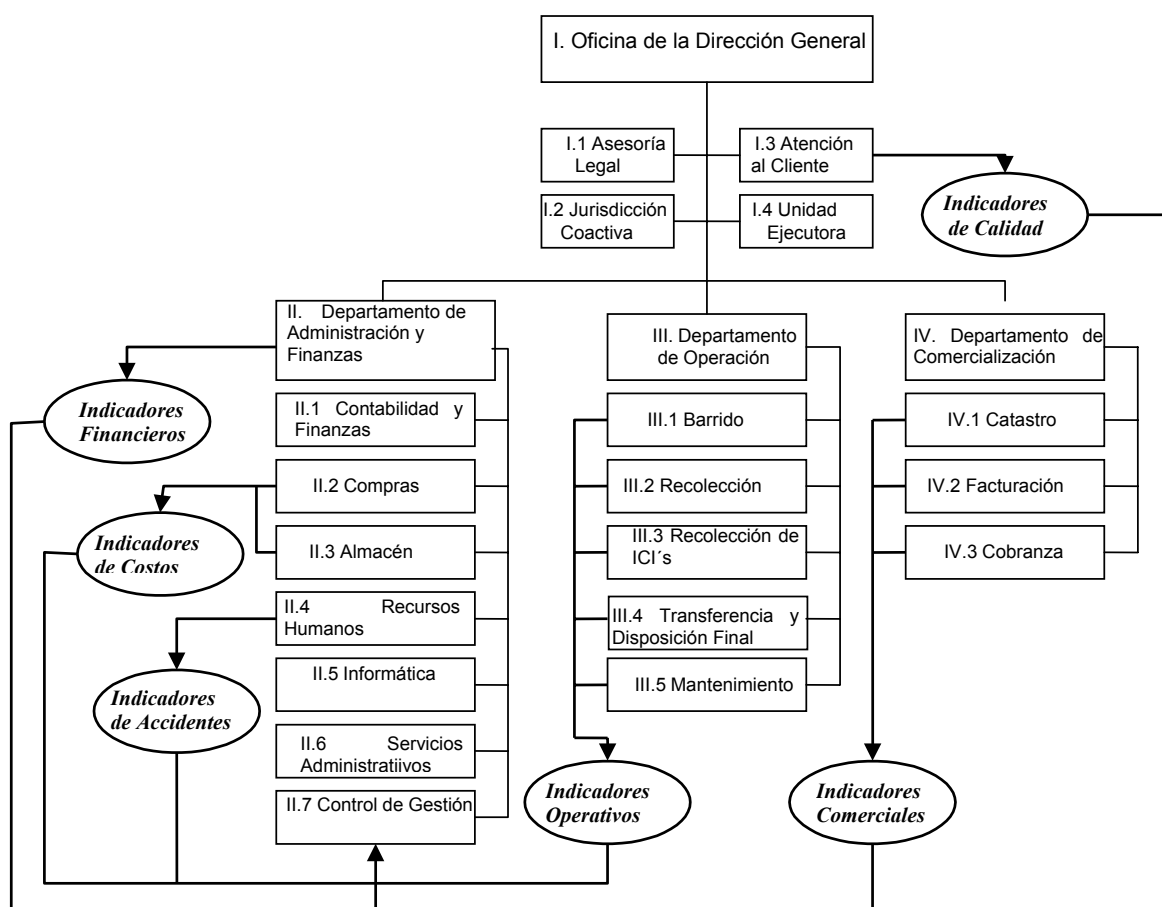 I. Oficina de la Dirección General
I.1 Asesoría
Legal
I.3 Atención
al Cliente
I.2 Jurisdicción
Coactiva
I.4 Unidad
Ejecutora
Indicadores
de Calidad
II. Departamento de
Administración y
Finanzas
III. Departamento
de Operación
IV. Departamento de
Comercialización
Indicadores
Financieros
II.1 Contabilidad y
Finanzas
III.1 Barrido
IV.1 Catastro
II.2 Compras
III.2 Recolección
IV.2 Facturación
Indicadores
de Costos
II.3 Almacén
III.3 Recolección de
ICI´s
IV.3 Cobranza
II.4 Recursos
Humanos
III.4 Transferencia y
Disposición Final
Indicadores
de Accidentes
II.5 Informática
III.5 Mantenimiento
II.6 Servicios
Administratiivos
II.7 Control de Gestión
Indicadores
Operativos
Indicadores
Comerciales